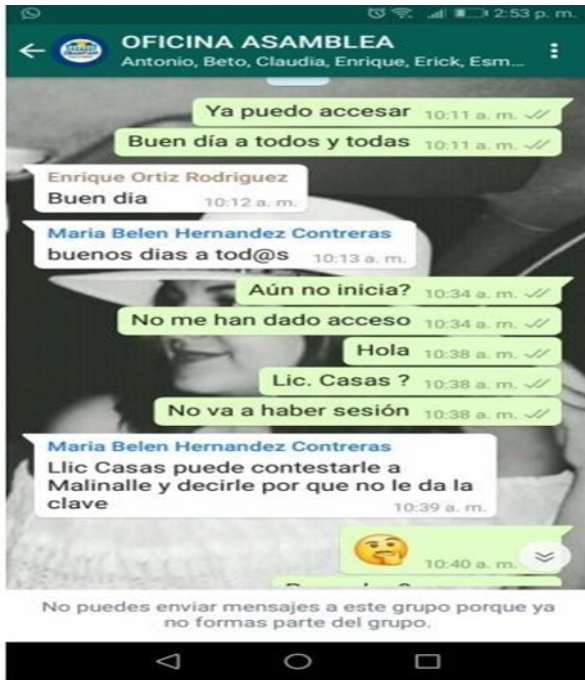 2:53 p. m.
OFICINA ASAMBLEA
Antonio, Beto, Claudia, Enrique, Erick, Esm...
Ya puedo accesar 10:11 a. m.
Buen día a todos y todas 10:11 a. m.
Enrique Ortiz Rodriguez
Buen dia 10:12 a. m.
Maria Belen Hernandez Contreras
buenos dias a tod@s 10:13 a. m.
Aún no inicia? 10:34 a. m.
No me han dado acceso 10:34 a. m.
Hola 10:38 a. m.
Lic. Casas ? 10:38 a. m.
No va a haber sesión 10:38 a. m.
Maria Belen Hernandez Contreras
Llic Casas puede contestarle a
Malinalle y decirle por que no le da la
clave
10:39 a. m.
10:40 a. m.
No puedes enviar mensajes a este grupo porque ya
no formas parte del grupo.